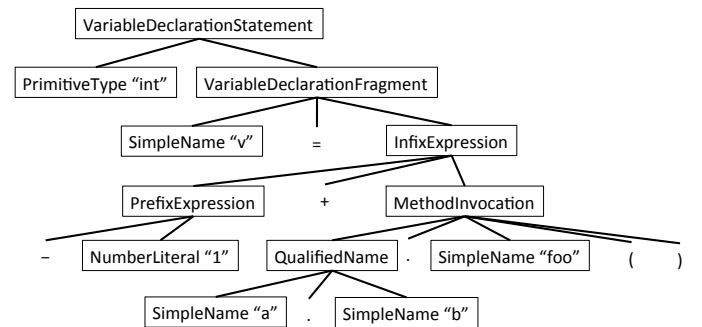 VariableDeclarationStatement
PrimitiveType “int” VariableDeclarationFragment
SimpleName “v” = InfixExpression
PrefixExpression + MethodInvocation
– NumberLiteral “1” QualifiedName . SimpleName “foo” ( )
SimpleName “a” . SimpleName “b”